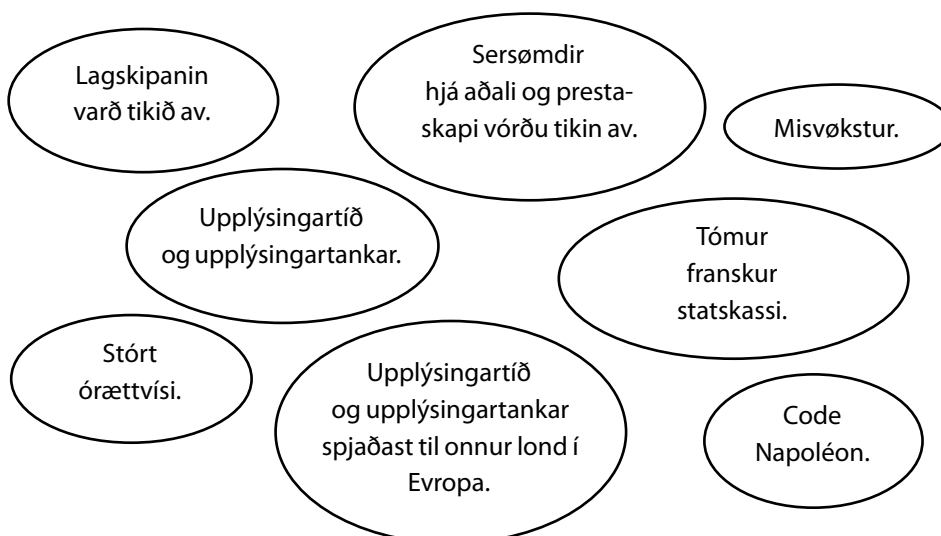 Lagskipanin
varð tikið av.
Sersømdir
hjá aðali og presta-
skapi vórðu tikin av.
Misvøkstur.
Upplýsingartíð
og upplýsingartankar.
Tómur
franskur
statskassi.
Stórt
órættvísi.
Upplýsingartíð
og upplýsingartankar
spjaðast til onnur lond í
Evropa.
Code
Napoléon.